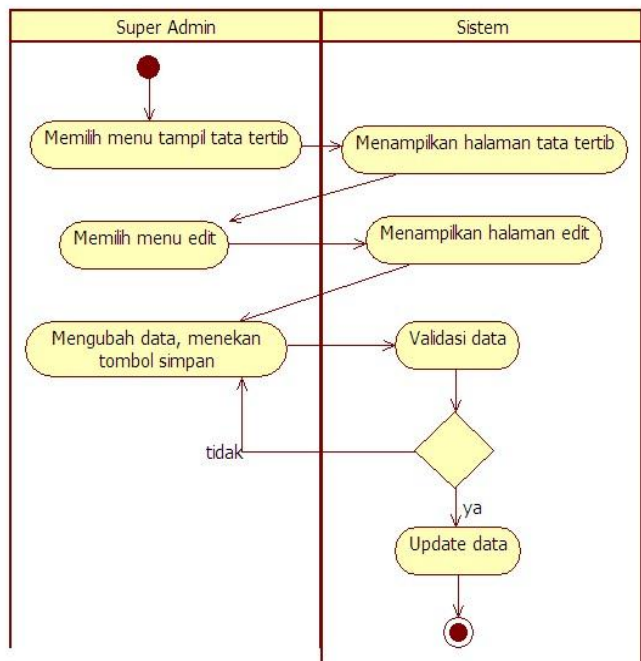 Super Admin
Sistem
Memilih menu tampil tata tertib
Menampilkan halaman tata tertib
Memilih menu edit
Menampilkan halaman edit
Mengubah data, menekan
tombol simpan
Validasi data
tidak
ya
Update data